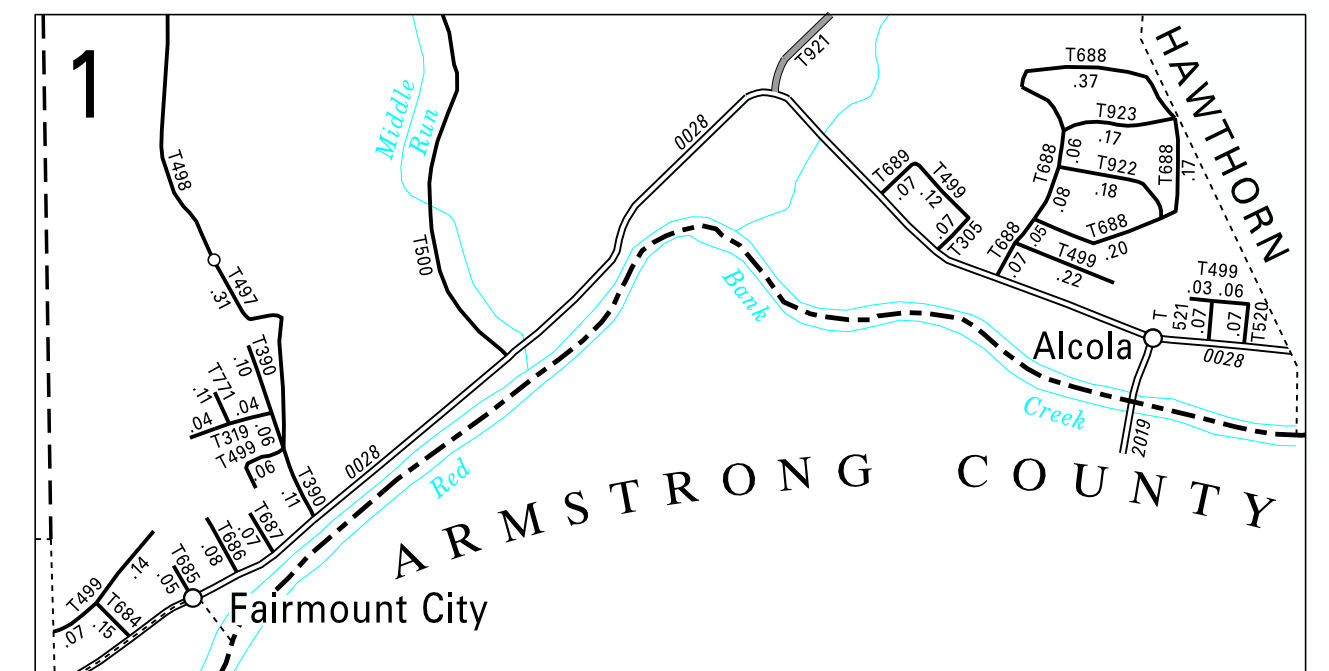 1
T921
HAWTHORN
T688
.37
Middle
Run
0028
T923
.17
T498
T688
.06
T922
.18
T688
.17
T689
.07
T499
.12
.07
T305
.08
T688
.20
T688
.05
.07
T499
.22
T500
T497
.31
Bank
T499
.03 .06
T
521
.07
.07
T520
Alcola
0028
T390
.10
T771
.11
.04
.04
T319
.06
T499
.06
Creek
2019
0028
Red
T390
.11
ARMSTRONG COUNTY
T687
.07
T686
.08
T685
.05
.14
T499
T684
.07
.15
Fairmount City